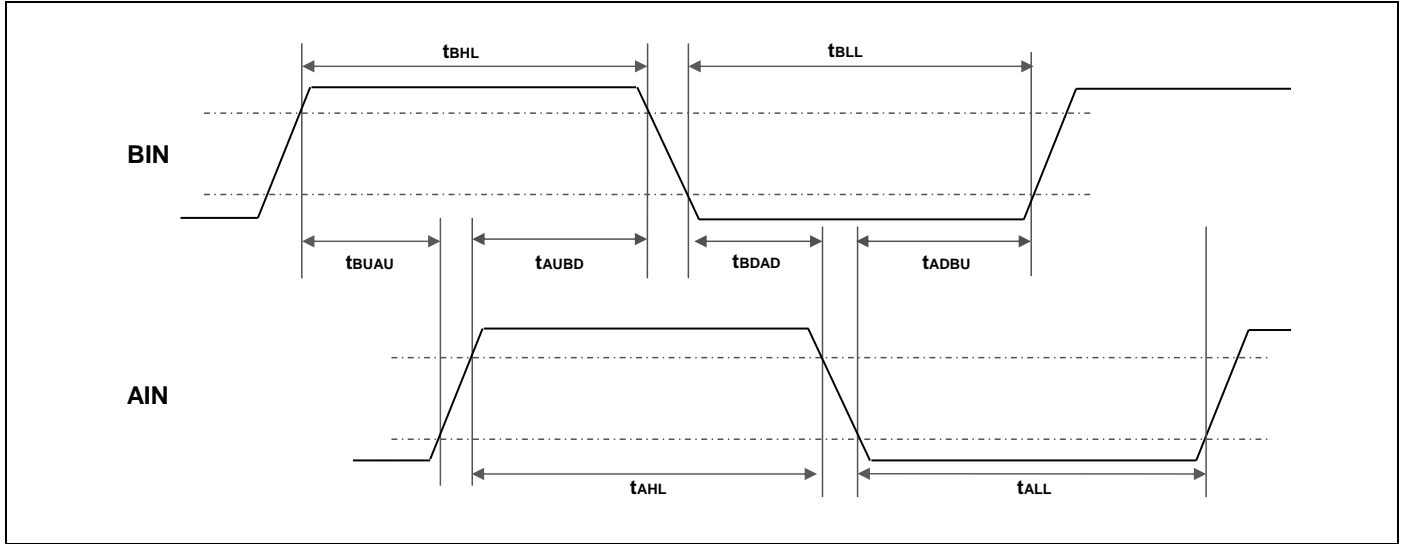 tBHL
tBLL
BIN
tBUAU
tAUBD
tBDAD
tADBU
AIN
tAHL
tALL